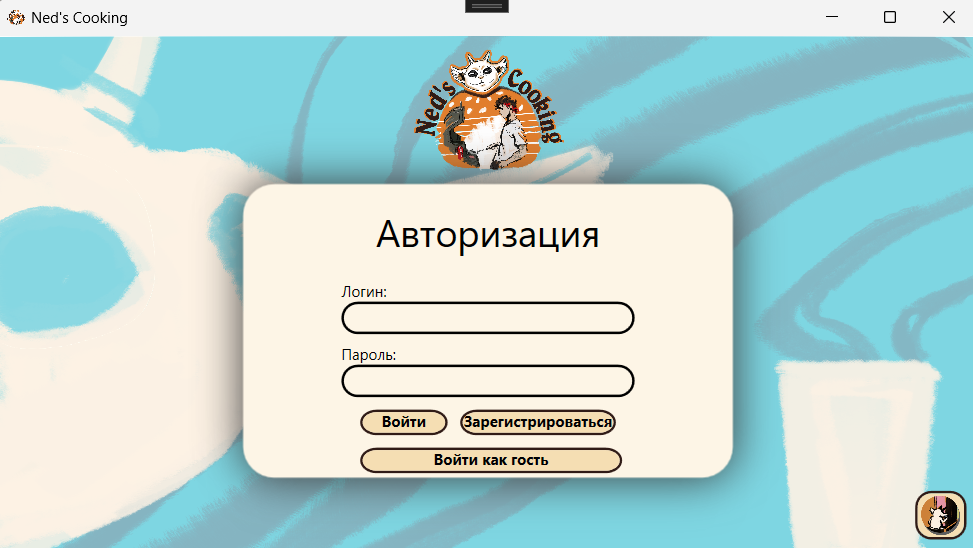 Ned's Cooking
Ned's Cooking
Авторизация
Логин:
Пароль:
Войти
Зарегистрироваться
Войти как гость